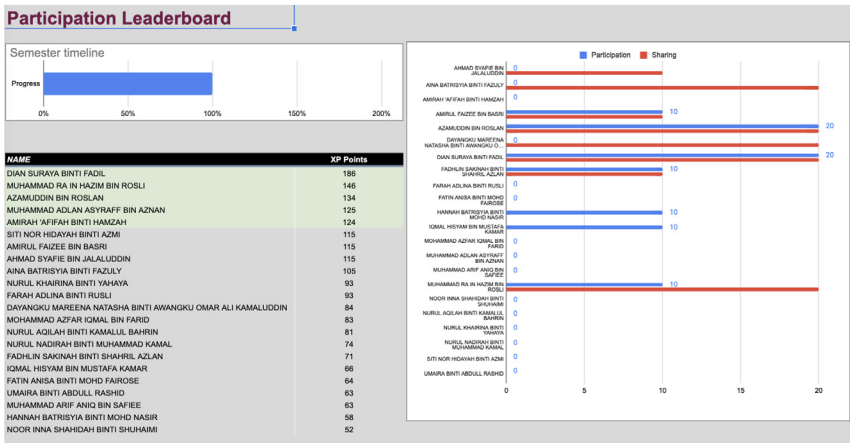 Participation Leaderboard
Semester timeline
Progress
0% 50% 100% 150% 200%
NAME XP Points
DIAN SURAYA BINTI FADIL 186
MUHAMMAD RA IN HAZIM BIN ROSLI 146
AZAMUDDIN BIN ROSLAN 134
MUHAMMAD ADLAN ASYRAFF BIN AZNAN 125
AMIRAH 'AFIFAH BINTI HAMZAH 124
SITI NOR HIDAYAH BINTI AZMI 115
AMIRUL FAIZEE BIN BASRI 115
AHMAD SYAFIE BIN JALALUDDIN 115
AINA BATRISYIA BINTI FAZULY 105
NURUL KHAIRINA BINTI YAHAYA 93
FARAH ADLINA BINTI RUSLI 93
DAYANGKU MAREENA NATASHA BINTI AWANGKU OMAR ALI KAMALUDDIN 84
MOHAMMAD AZFAR IQMAL BIN FARID 83
NURUL AQILAH BINTI KAMALUL BAHRIN 81
NURUL NADIRAH BINTI MUHAMMAD KAMAL 74
FADHLIN SAKINAH BINTI SHAHRIL AZLAN 71
IQMAL HISYAM BIN MUSTAFA KAMAR 66
FATIN ANISA BINTI MOHD FAIROSE 64
UMAIRA BINTI ABDULL RASHID 63
MUHAMMAD ARIF ANIQ BIN SAFIEE 63
HANNAH BATRISYIA BINTI MOHD NASIR 58
NOOR INNA SHAHIDAH BINTI SHUHAIMI 52
Participation Sharing
AHMAD SYAFIE BIN 0
JALALUDDIN
AINA BATRISYIA BINTI FAZULY 0
AMIRAH 'AFIFAH BINTI HAMZAH 0
AMIRUL FAIZEE BIN BASRI 10
AZAMUDDIN BIN ROSLAN 20
DAYANGKU MAREENA 0
NATASHA BINTI AWANGKU O...
DIAN SURAYA BINTI FADIL 20
FADHLIN SAKINAH BINTI 10
SHAHRIL AZLAN
FARAH ADLINA BINTI RUSLI 0
FATIN ANISA BINTI MOHD 0
FAIROSE
HANNAH BATRISYIA BINTI 10
MOHD NASIR
IQMAL HISYAM BIN MUSTAFA 10
KAMAR
MOHAMMAD AZFAR IQMAL BIN 0
FARID
MUHAMMAD ADLAN ASYRAFF 0
BIN AZNAN
MUHAMMAD ARIF ANIQ BIN 0
SAFIEE
MUHAMMAD RA IN HAZIM BIN 10
ROSLI
NOOR INNA SHAHIDAH BINTI 0
SHUHAIMI
NURUL AQILAH BINTI KAMALUL 0
BAHRIN
NURUL KHAIRINA BINTI 0
YAHAYA
NURUL NADIRAH BINTI 0
MUHAMMAD KAMAL
SITI NOR HIDAYAH BINTI AZMI 0
UMAIRA BINTI ABDULL RASHID 0
0 5 10 15 20